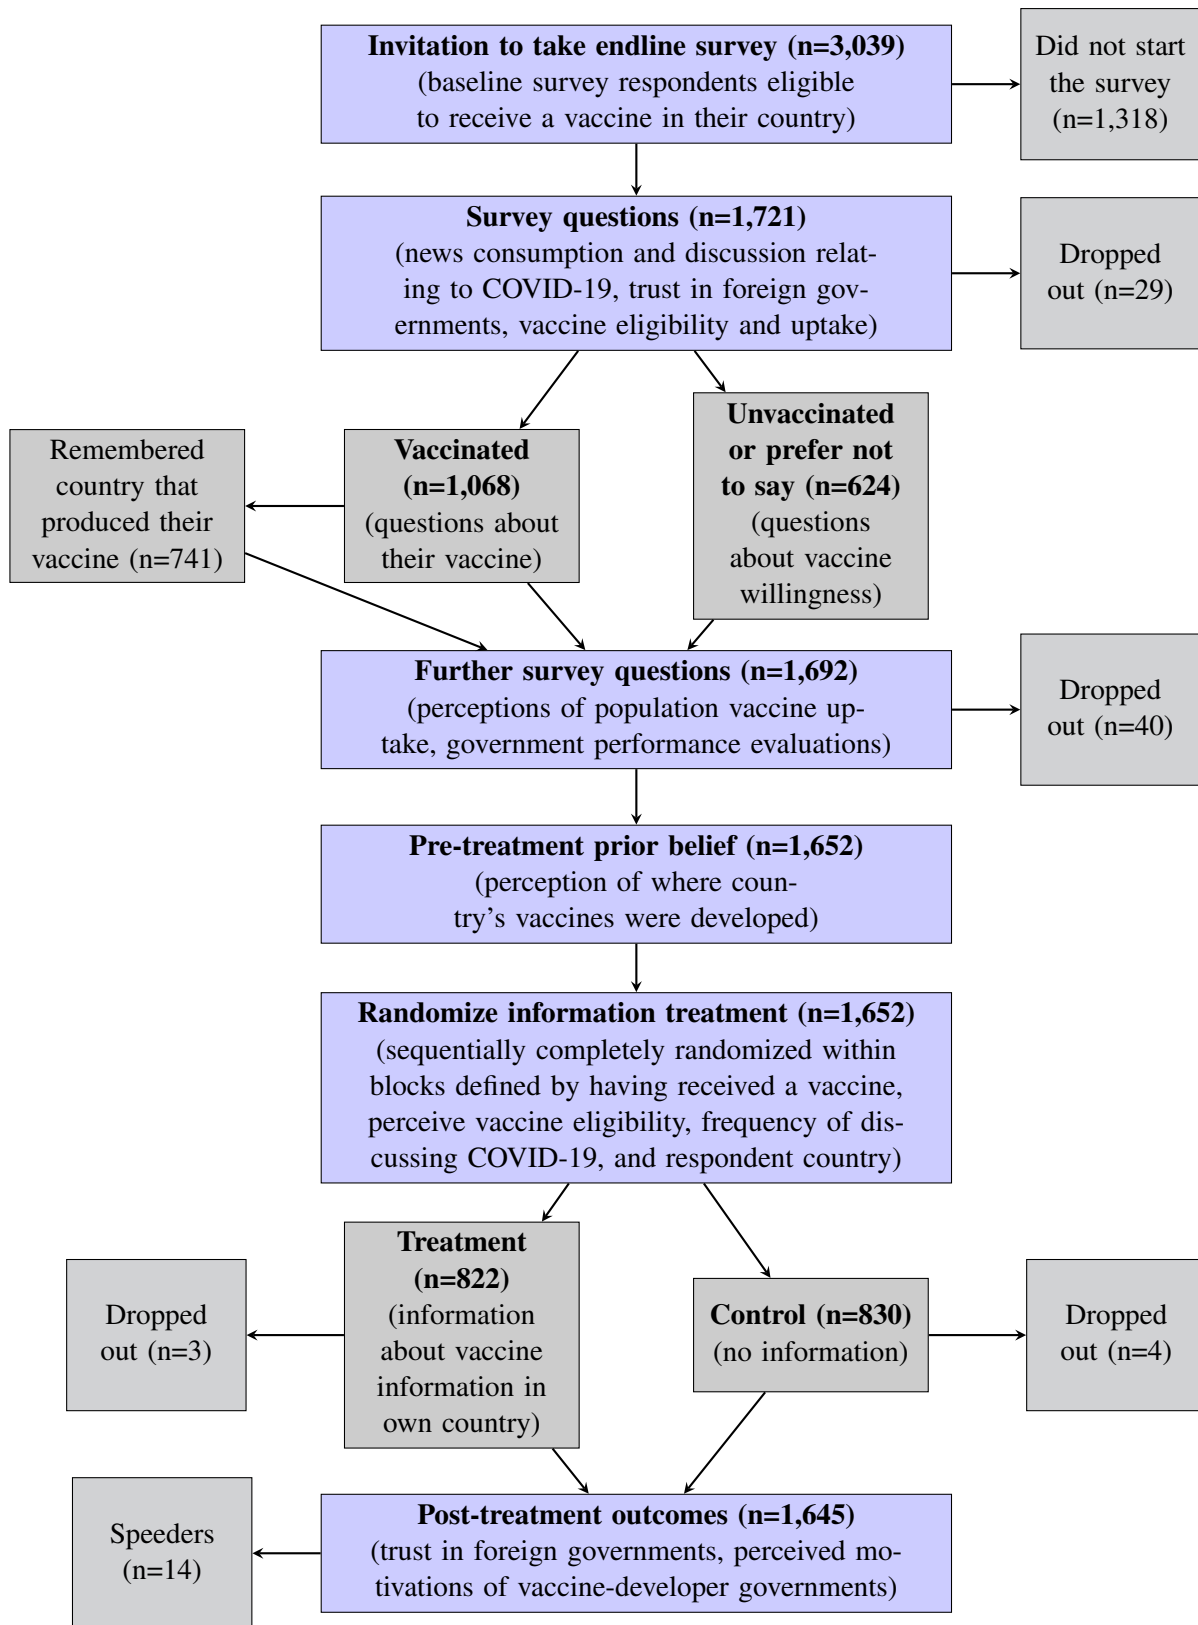 Invitation to take endline survey (n=3,039)
(baseline survey respondents eligible
to receive a vaccine in their country)
Did not start
the survey
(n=1,318)
Survey questions (n=1,721)
(news consumption and discussion relat-
ing to COVID-19, trust in foreign gov-
ernments, vaccine eligibility and uptake)
Dropped
out (n=29)
Remembered
country that
produced their
vaccine (n=741)
Vaccinated
(n=1,068)
(questions about
their vaccine)
Unvaccinated
or prefer not
to say (n=624)
(questions
about vaccine
willingness)
Further survey questions (n=1,692)
(perceptions of population vaccine up-
take, government performance evaluations)
Dropped
out (n=40)
Pre-treatment prior belief (n=1,652)
(perception of where coun-
try's vaccines were developed)
Randomize information treatment (n=1,652)
(sequentially completely randomized within
blocks defined by having received a vaccine,
perceive vaccine eligibility, frequency of dis-
cussing COVID-19, and respondent country)
Dropped
out (n=3)
Treatment
(n=822)
(information
about vaccine
information in
own country)
Control (n=830)
(no information)
Dropped
out (n=4)
Speeders
(n=14)
Post-treatment outcomes (n=1,645)
(trust in foreign governments, perceived mo-
tivations of vaccine-developer governments)